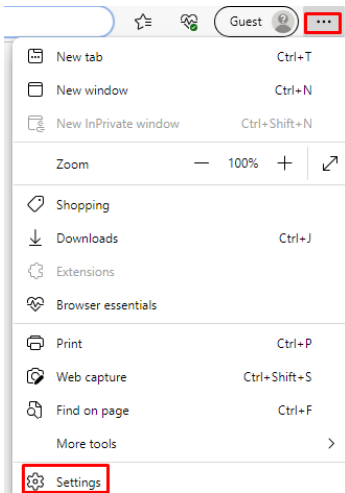 Guest
New tab Ctrl+T
New window Ctrl+N
New InPrivate window Ctrl+Shift+N
Zoom — 100% +
Shopping
Downloads Ctrl+J
Extensions
Browser essentials
Print Ctrl+P
Web capture Ctrl+Shift+S
Find on page Ctrl+F
More tools
Settings